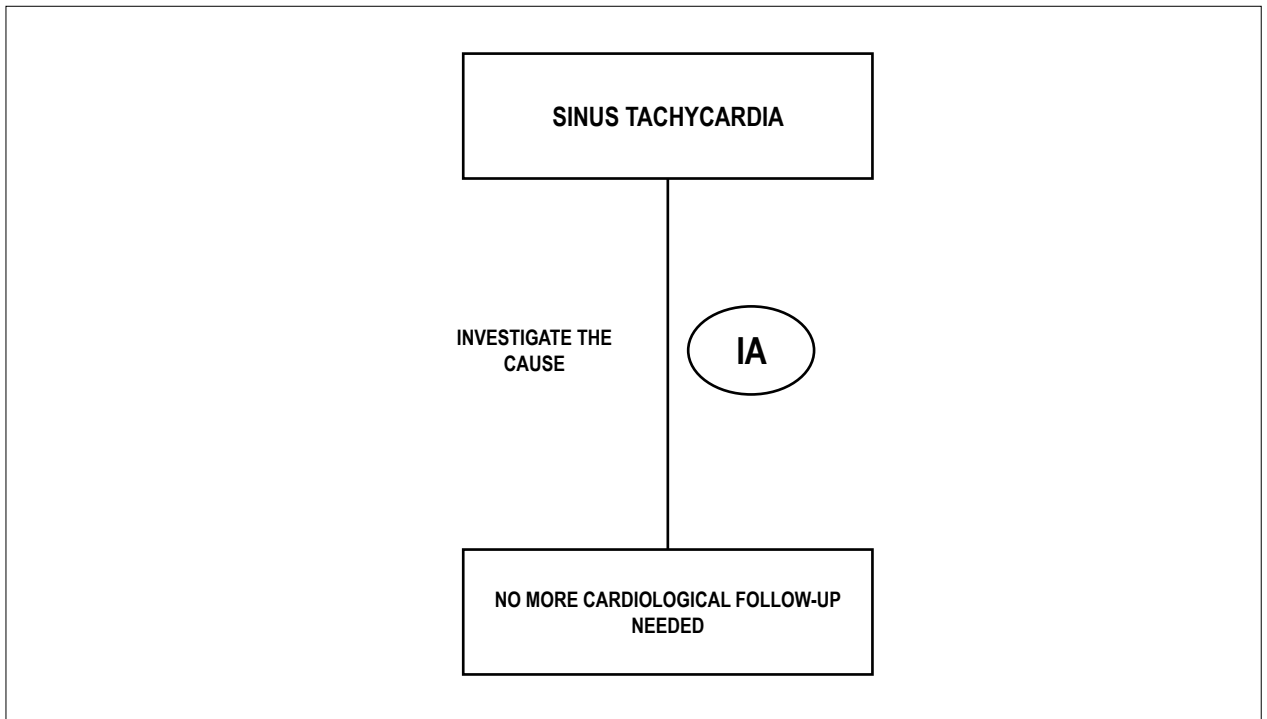 SINUS TACHYCARDIA
INVESTIGATE THE
CAUSE
IA
NO MORE CARDIOLOGICAL FOLLOW-UP
NEEDED